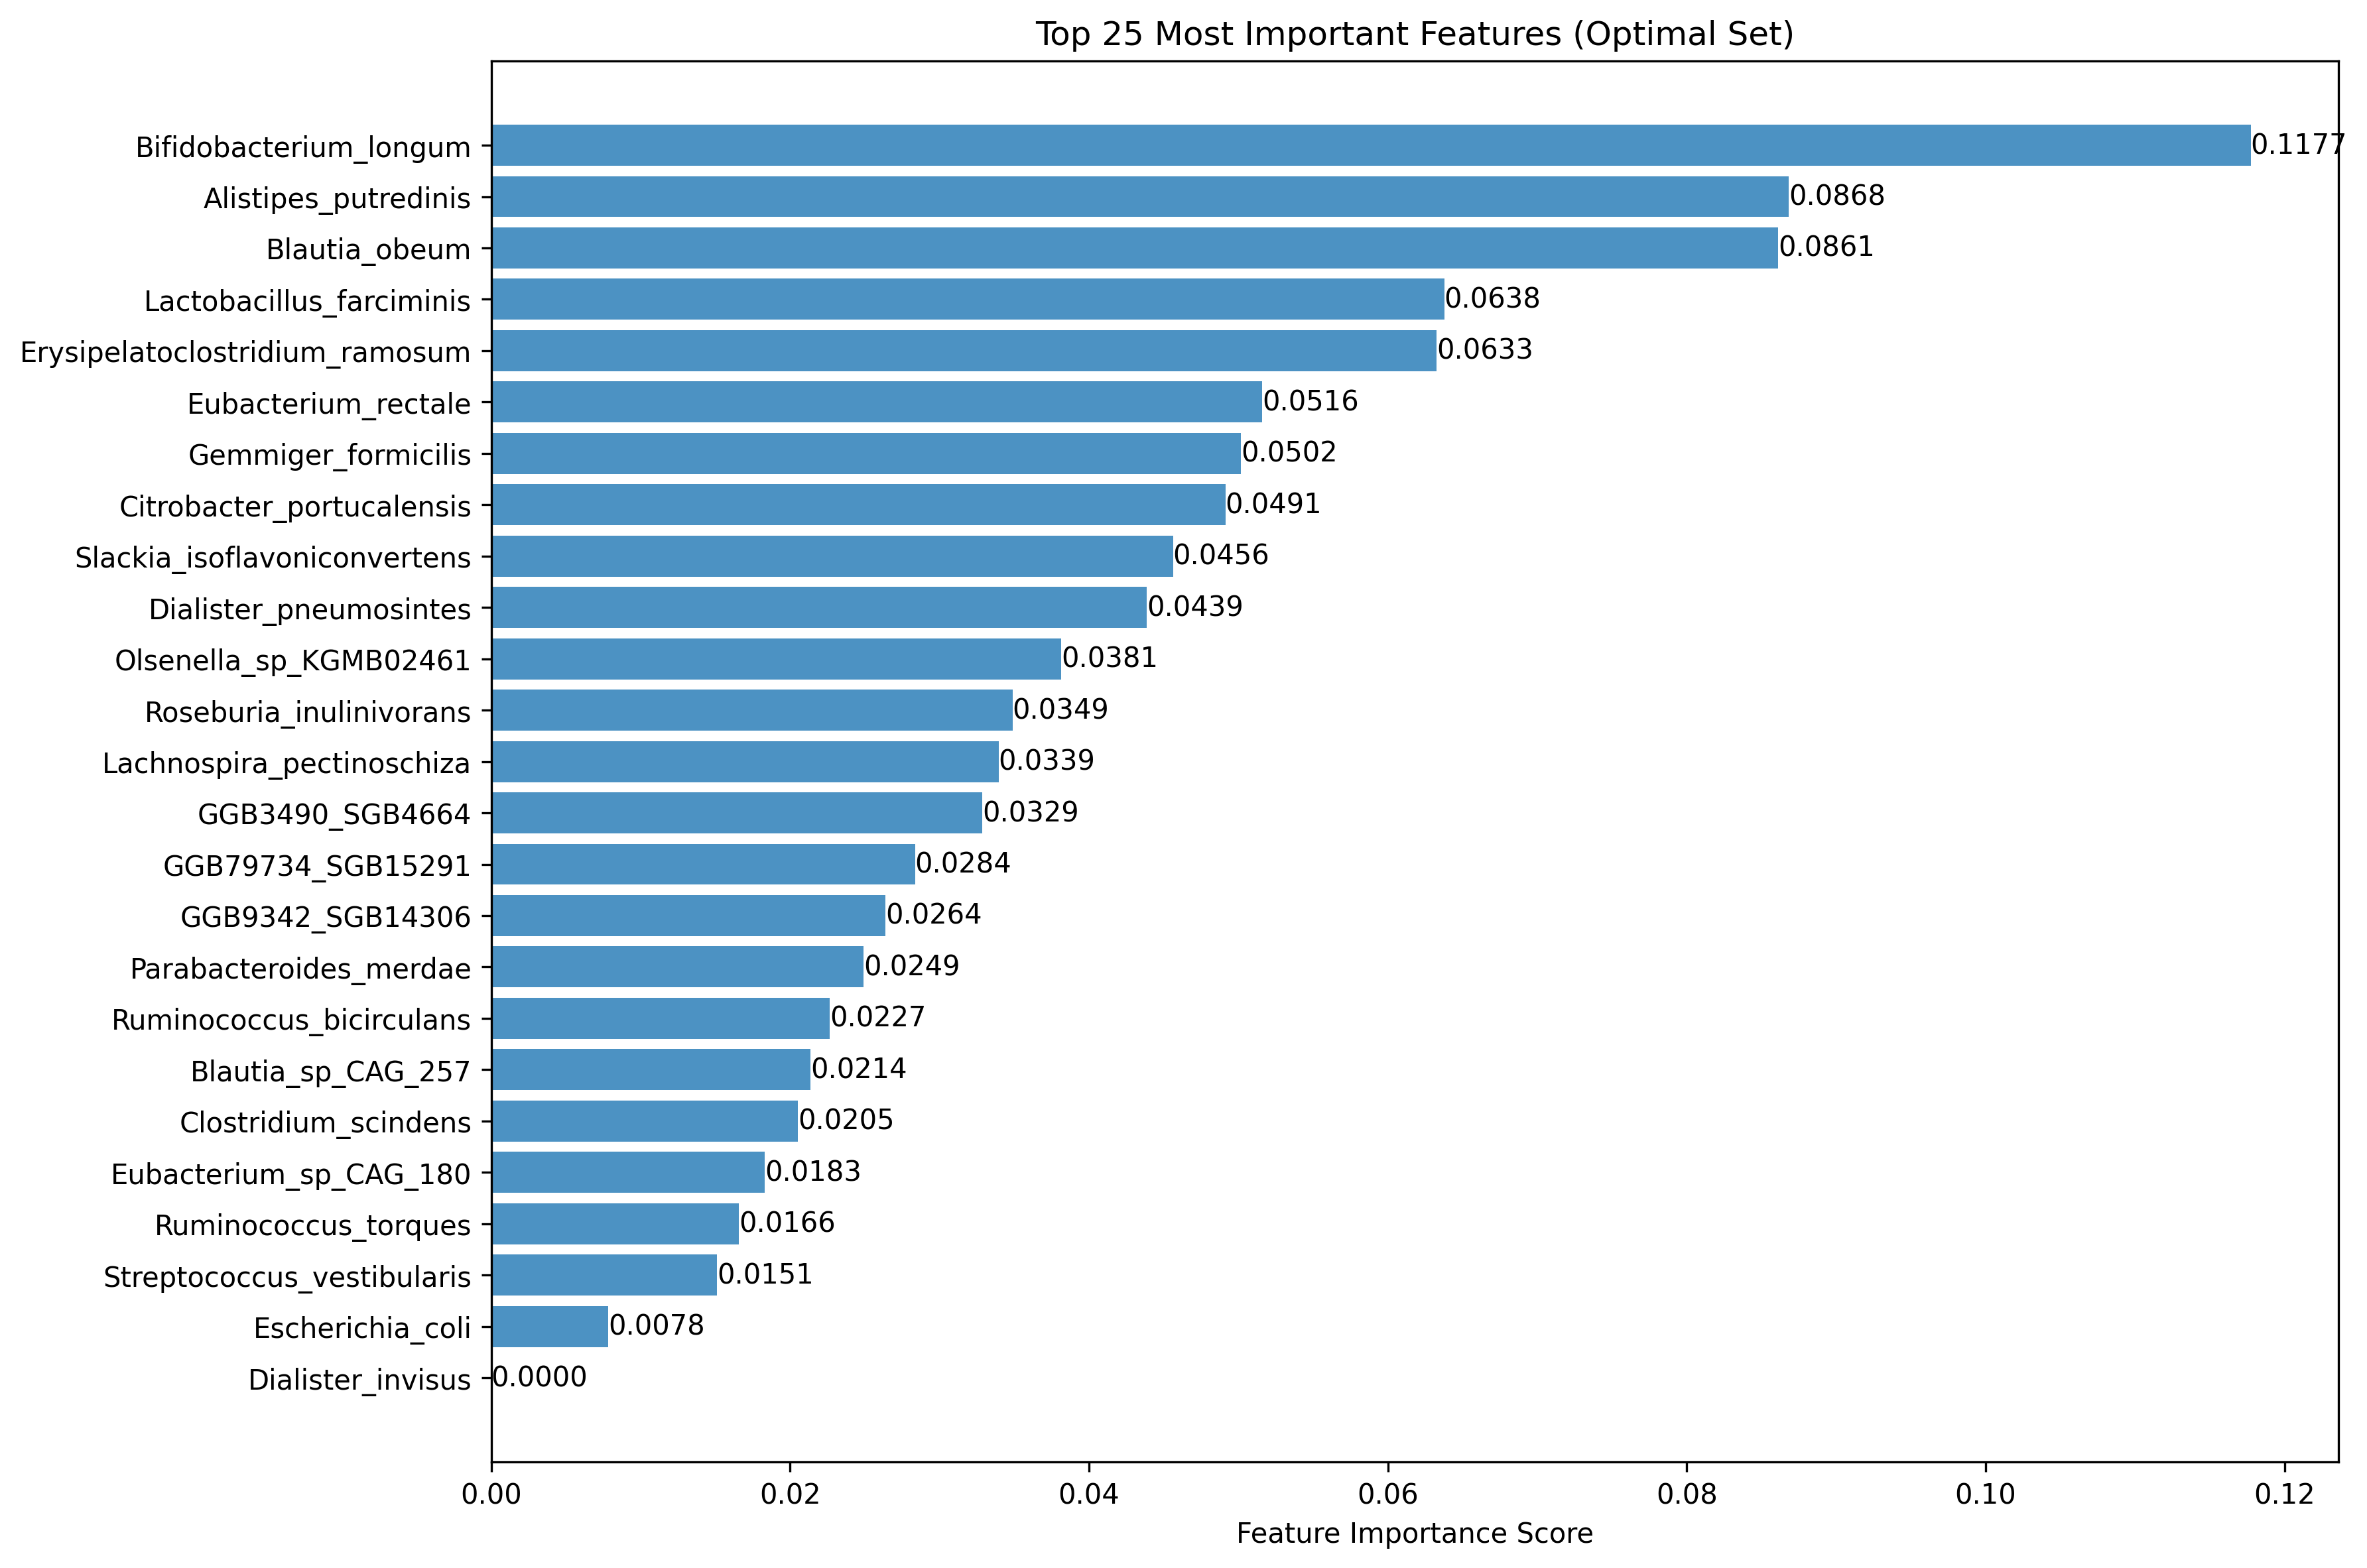 Top 25 Most Important Features (Optimal Set)
Bifidobacterium_longum 0.1177
Alistipes_putredinis 0.0868
Blautia_obeum 0.0861
Lactobacillus_farciminis 0.0638
Erysipelatoclostridium_ramosum 0.0633
Eubacterium_rectale 0.0516
Gemmiger_formicilis 0.0502
Citrobacter_portucalensis 0.0491
Slackia_isoflavoniconvertens 0.0456
Dialister_pneumosintes 0.0439
Olsenella_sp_KGMB02461 0.0381
Roseburia_inulinivorans 0.0349
Lachnospira_pectinoschiza 0.0339
GGB3490_SGB4664 0.0329
GGB79734_SGB15291 0.0284
GGB9342_SGB14306 0.0264
Parabacteroides_merdae 0.0249
Ruminococcus_bicirculans 0.0227
Blautia_sp_CAG_257 0.0214
Clostridium_scindens 0.0205
Eubacterium_sp_CAG_180 0.0183
Ruminococcus_torques 0.0166
Streptococcus_vestibularis 0.0151
Escherichia_coli 0.0078
Dialister_invisus 0.0000
0.00 0.02 0.04 0.06 0.08 0.10 0.12
Feature Importance Score